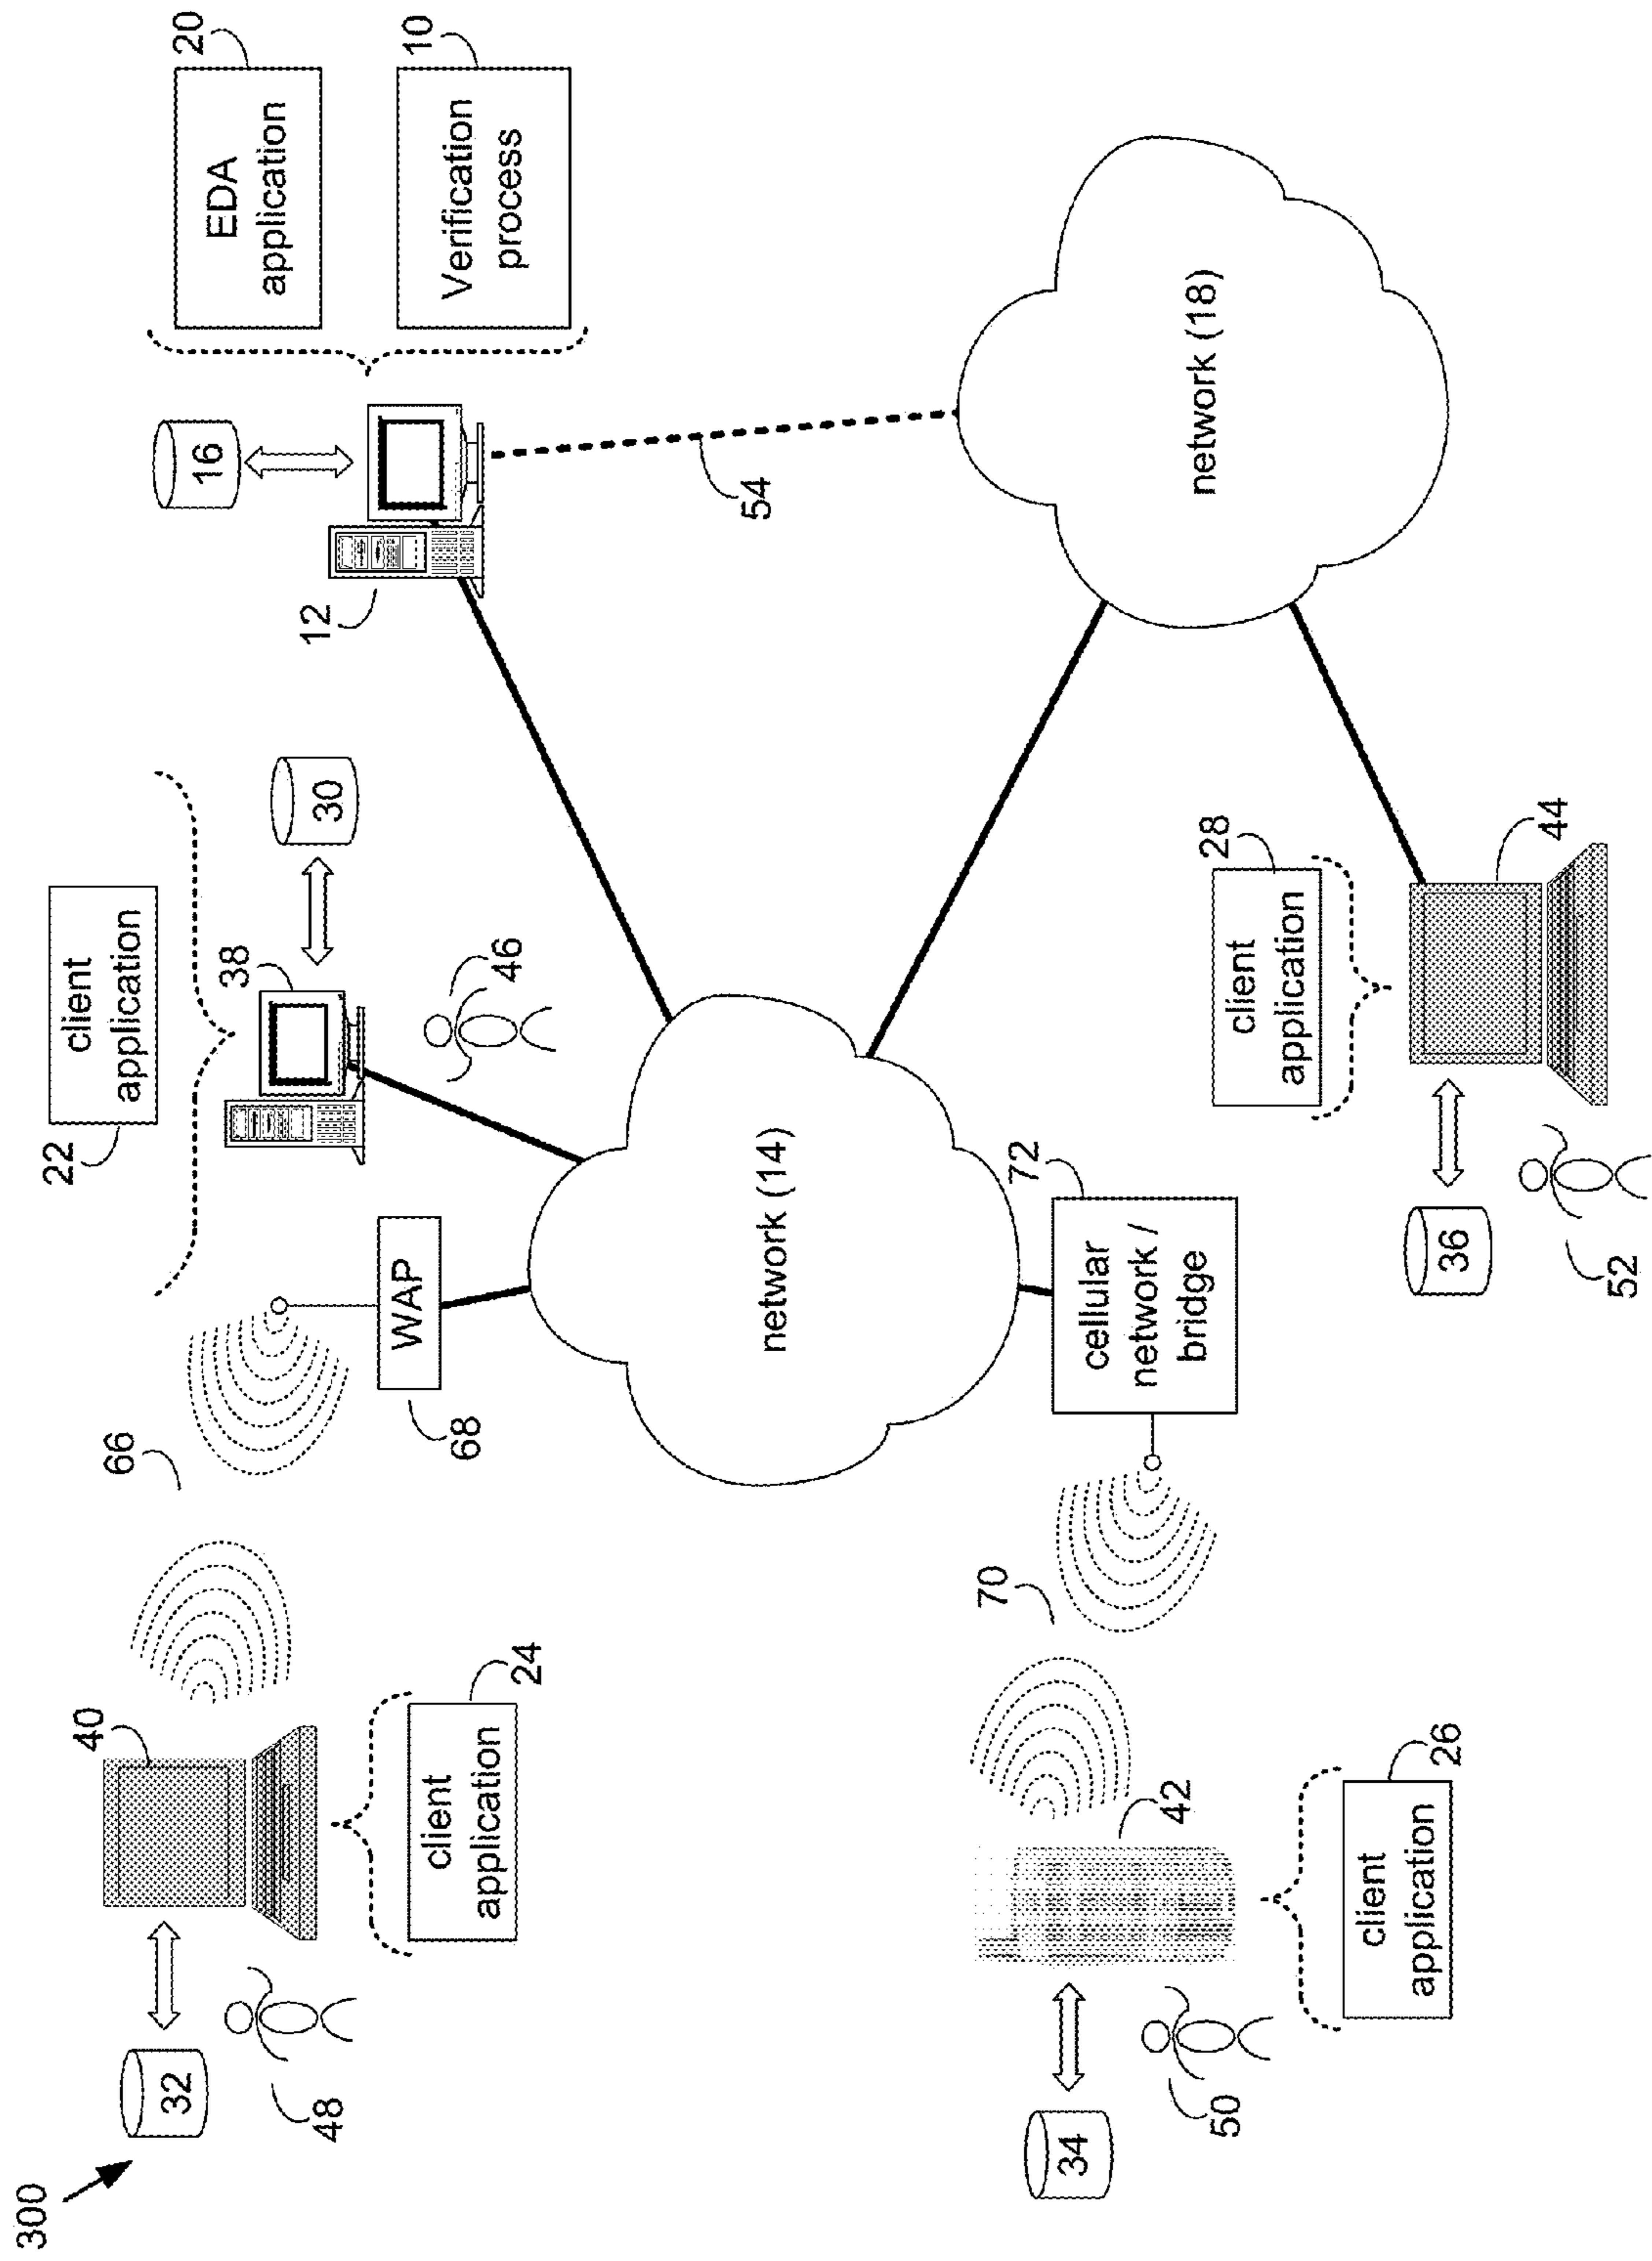 300
32
48
40
66
24
client
application
22
client
application
38
30
46
WAP
68
12
16
20
EDA
application
10
Verification
process
54
network (14)
network (18)
34
50
42
70
26
client
application
72
cellular
network /
bridge
28
client
application
44
36
52